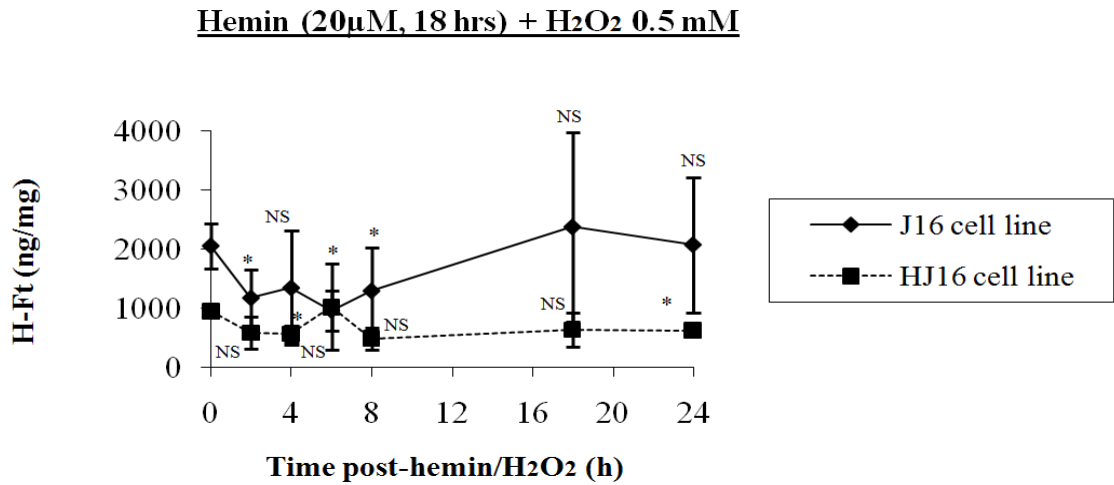 Hemin (20µM, 18 hrs) + H₂O₂ 0.5 mM
H-Ft (ng/mg)
4000
3000
2000
1000
0
NS
NS
NS
*
*
*
*
*
NS
NS
NS
NS
0 4 8 12 16 20 24
Time post-hemin/H₂O₂ (h)
J16 cell line
HJ16 cell line